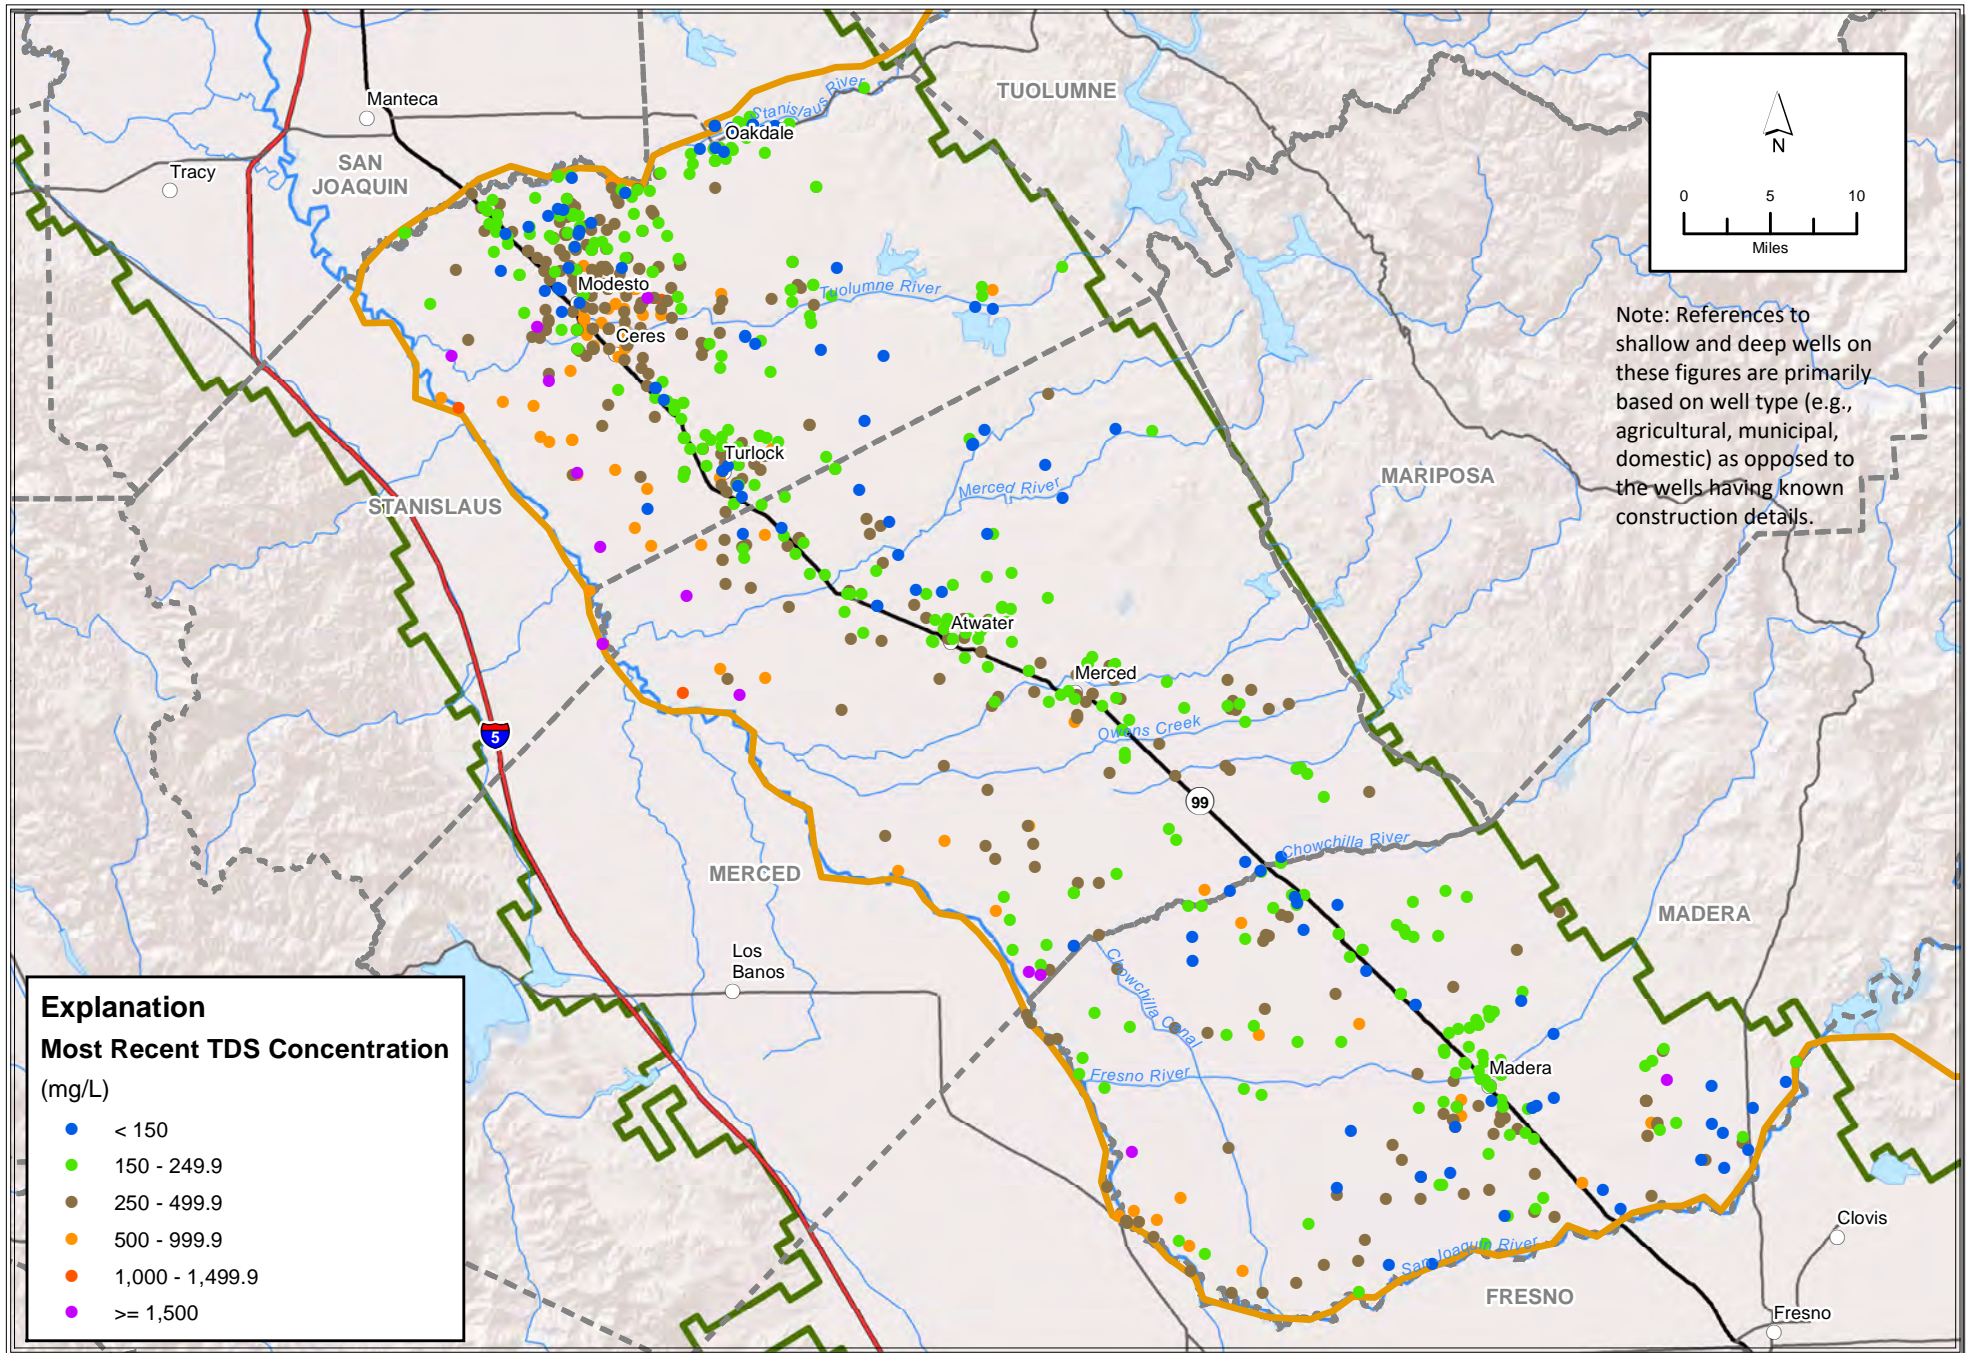 Manteca
Tracy
SAN
JOAQUIN
Stanislaus River
Oakdale
TUOLUMNE
N
0 5 10
Miles
Note: References to
shallow and deep wells on
these figures are primarily
based on well type (e.g.,
agricultural, municipal,
domestic) as opposed to
the wells having known
construction details.
Modesto
Tuolumne River
Ceres
Turlock
STANISLAUS
Merced River
MARIPOSA
Atwater
Merced
Owens Creek
5
99
Chowchilla River
MERCED
MADERA
Los
Banos
Chowchilla Canal
Fresno River
Madera
San Joaquin River
Clovis
FRESNO
Fresno
Explanation
Most Recent TDS Concentration
(mg/L)
< 150
150 - 249.9
250 - 499.9
500 - 999.9
1,000 - 1,499.9
>= 1,500